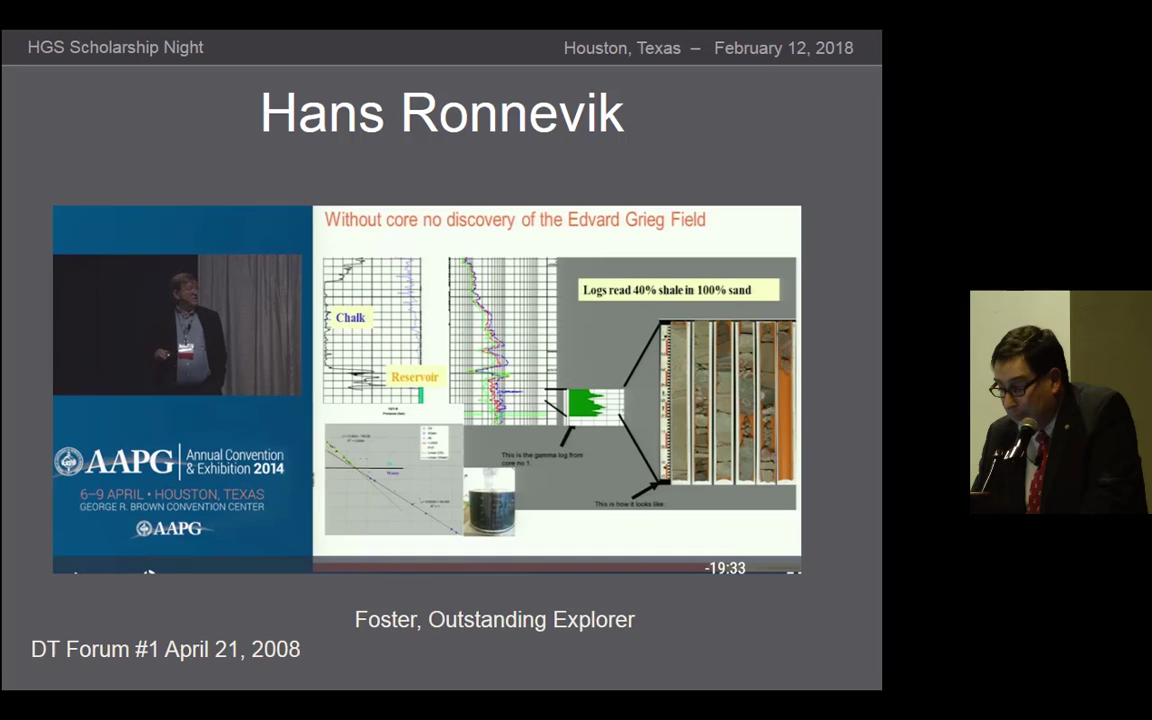 HGS Scholarship Night
Houston, Texas – February 12, 2018
Hans Ronnevik
Without core no discovery of the Edvard Grieg Field
Logs read 40% shale in 100% sand
Chalk
Reservoir
This is the gamma log from
core no 1.
This is how it looks like:
AAPG Annual Convention
& Exhibition 2014
6–9 APRIL • HOUSTON, TEXAS
GEORGE R. BROWN CONVENTION CENTER
AAPG
-19:33
Foster, Outstanding Explorer
DT Forum #1 April 21, 2008